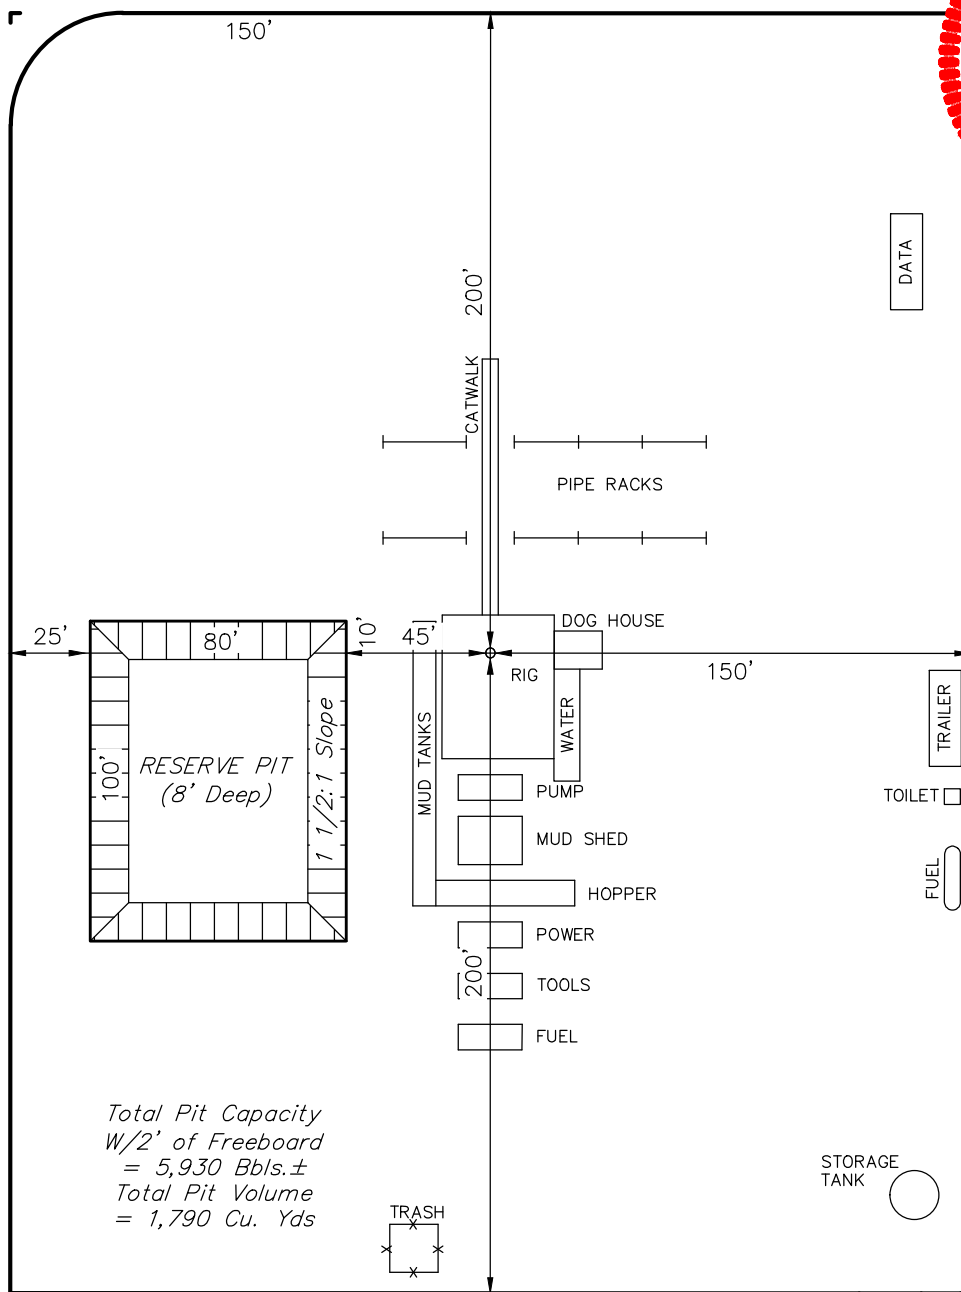 150'
DATA
200'
CATWALK
PIPE RACKS
DOG HOUSE
25'
80'
10'
45'
RIG
150'
TRAILER
WATER
MUD TANKS
100'
RESERVE PIT
(8' Deep)
1 1/2:1 Slope
PUMP
TOILET
MUD SHED
FUEL
HOPPER
POWER
200'
TOOLS
FUEL
Total Pit Capacity
W/2' of Freeboard
= 5,930 Bbls.±
Total Pit Volume
= 1,790 Cu. Yds
STORAGE
TANK
TRASH